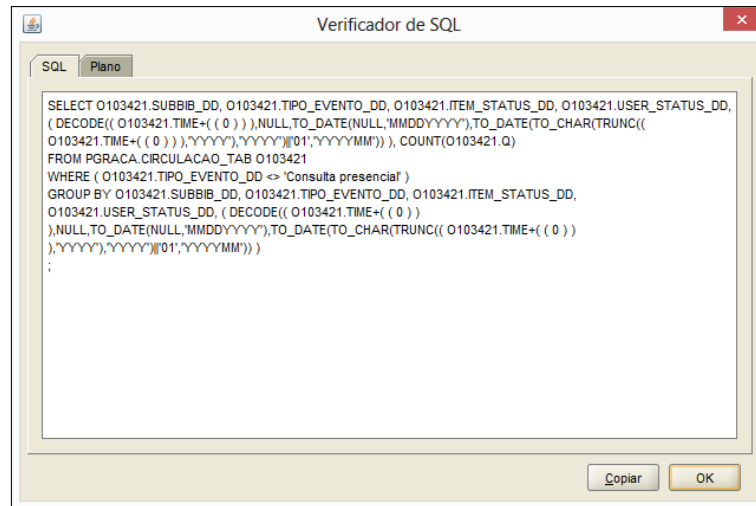 Verificador de SQL
SQL
Plano
SELECT O103421.SUBBIB_DD, O103421.TIPO_EVENTO_DD, O103421.ITEM_STATUS_DD, O103421.USER_STATUS_DD,
( DECODE(( O103421.TIME+( ( 0 ) ) ),NULL,TO_DATE(NULL,'MMDDYYYY'),TO_DATE(TO_CHAR(TRUNC((
O103421.TIME+( ( 0 ) ) ),'YYYY'),'YYYY')||'01','YYYYMM')) ), COUNT(O103421.Q)
FROM PGRACA.CIRCULACAO_TAB O103421
WHERE ( O103421.TIPO_EVENTO_DD <> 'Consulta presencial' )
GROUP BY O103421.SUBBIB_DD, O103421.TIPO_EVENTO_DD, O103421.ITEM_STATUS_DD,
O103421.USER_STATUS_DD, ( DECODE(( O103421.TIME+( ( 0 ) )
),NULL,TO_DATE(NULL,'MMDDYYYY'),TO_DATE(TO_CHAR(TRUNC(( O103421.TIME+( ( 0 ) )
),'YYYY'),'YYYY')||'01','YYYYMM')) )
;
Copiar
OK